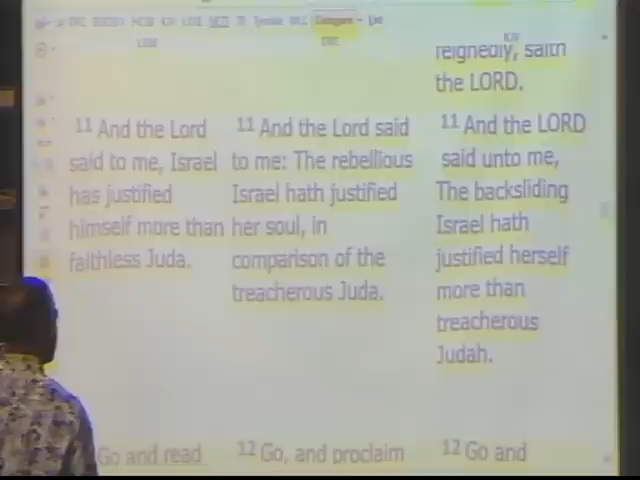 LXXE
DRC
KJV
feignedly, saith
the LORD.
11 And the Lord
said to me, Israel
has justified
himself more than
faithless Juda.
11 And the Lord said
to me: The rebellious
Israel hath justified
her soul, in
comparison of the
treacherous Juda.
11 And the LORD
said unto me,
The backsliding
Israel hath
justified herself
more than
treacherous
Judah.
Go and read
12 Go, and proclaim
12 Go and